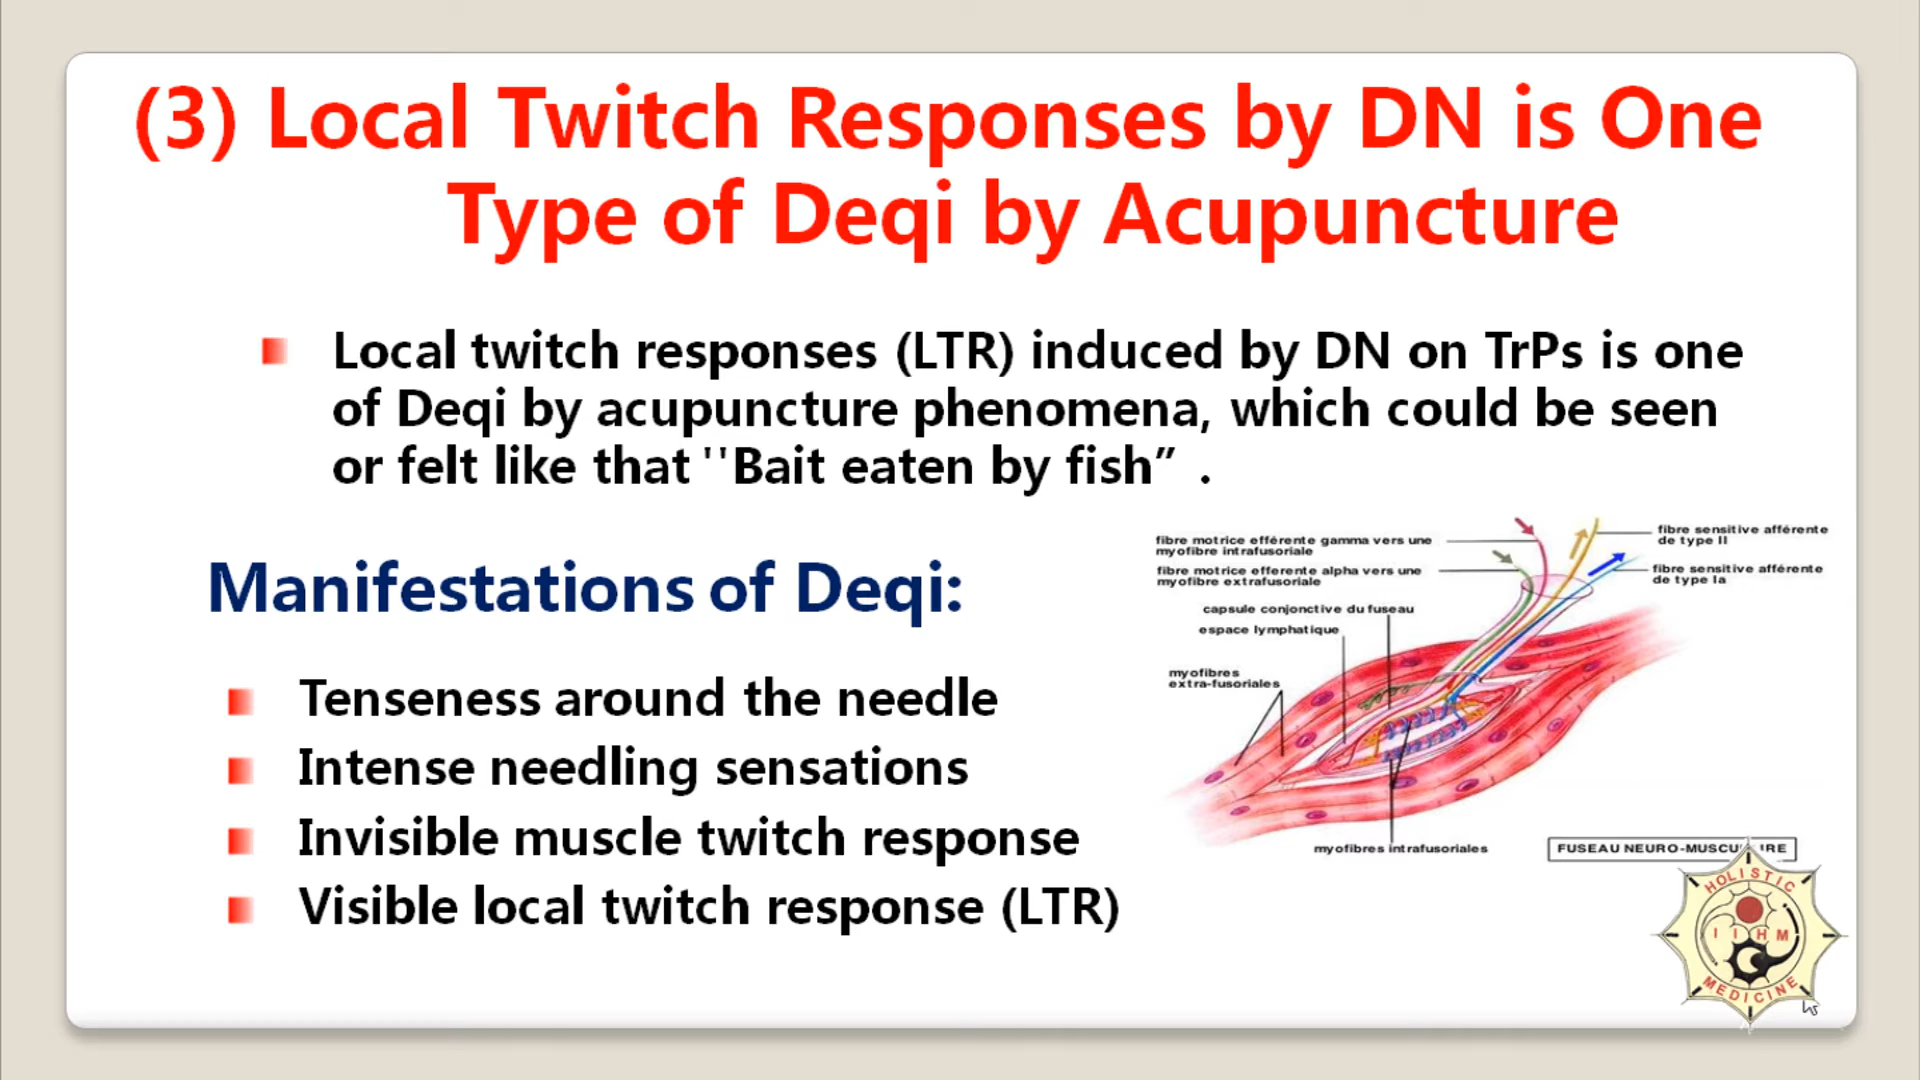 (3) Local Twitch Responses by DN is One
Type of Deqi by Acupuncture
Local twitch responses (LTR) induced by DN on TrPs is one
of Deqi by acupuncture phenomena, which could be seen
or felt like that ''Bait eaten by fish” .
Manifestations of Deqi:
Tenseness around the needle
Intense needling sensations
Invisible muscle twitch response
Visible local twitch response (LTR)
fibre motrice efférente gamma vers une
myofibre intrafusoriale
fibre motrice efferente alpha vers une
myofibre extrafusoriale
capsule conjonctive du fuseau
espace lymphatique
myofibres
extra-fusoriales
fibre sensitive afférente
de type II
fibre sensitive afférente
de type Ia
myofibres intrafusoriales
FUSEAU NEURO-
HOLISTIC
IIHM
MEDICINE